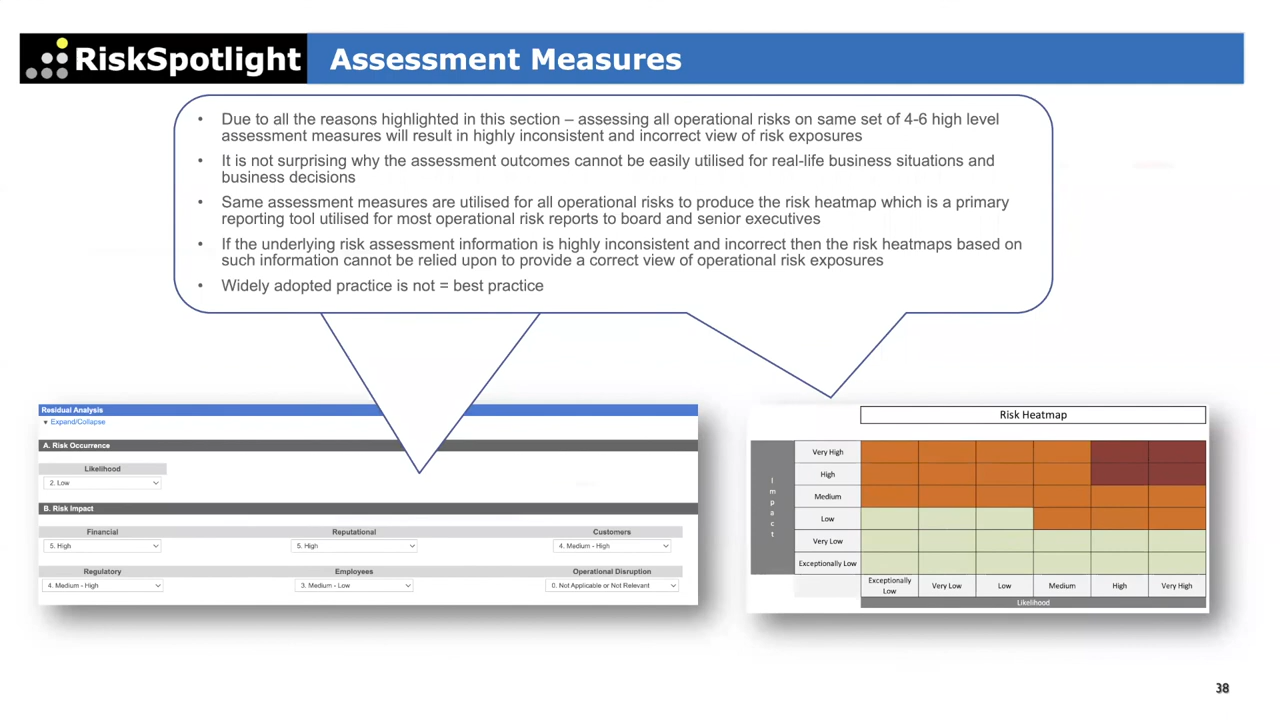 RiskSpotlight Assessment Measures
• Due to all the reasons highlighted in this section – assessing all operational risks on same set of 4-6 high level
assessment measures will result in highly inconsistent and incorrect view of risk exposures
• It is not surprising why the assessment outcomes cannot be easily utilised for real-life business situations and
business decisions
• Same assessment measures are utilised for all operational risks to produce the risk heatmap which is a primary
reporting tool utilised for most operational risk reports to board and senior executives
• If the underlying risk assessment information is highly inconsistent and incorrect then the risk heatmaps based on
such information cannot be relied upon to provide a correct view of operational risk exposures
• Widely adopted practice is not = best practice
Residual Analysis
Expand/Collapse
A. Risk Occurrence
Likelihood
2. Low
B. Risk Impact
Financial Reputational Customers
5. High 5. High 4. Medium - High
Regulatory Employees Operational Disruption
4. Medium - High 3. Medium - Low 0. Not Applicable or Not Relevant
Risk Heatmap
Impact
Very High
High
Medium
Low
Very Low
Exceptionally Low
Exceptionally
Low Very Low Low Medium High Very High
Likelihood
38